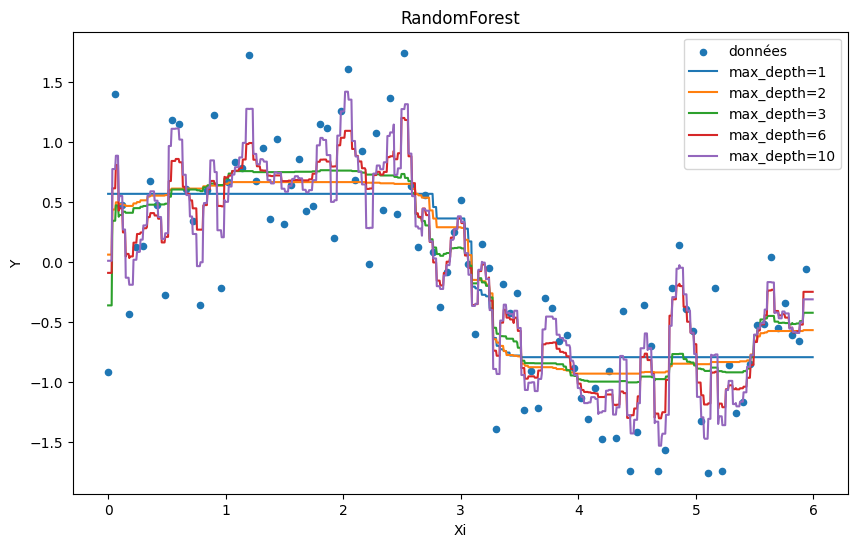 RandomForest
données
max_depth=1
max_depth=2
max_depth=3
max_depth=6
max_depth=10
1.5
1.0
0.5
0.0
−0.5
−1.0
−1.5
Y
0 1 2 3 4 5 6
Xi